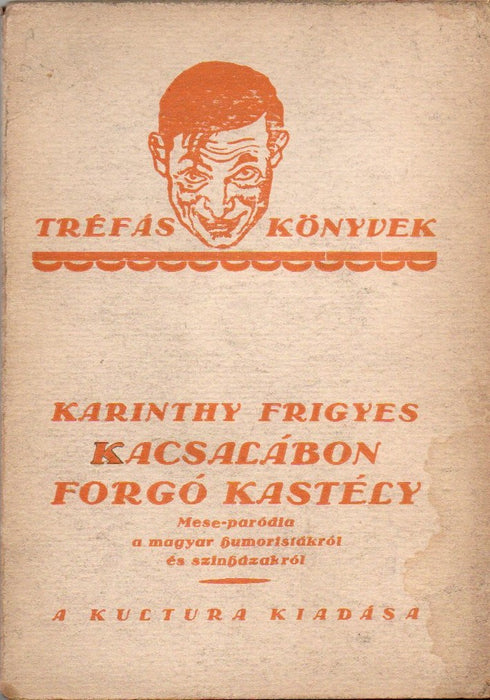 TRÉFÁS KÖNYVEK
KARINTHY FRIGYES
KACSALÁBON
FORGÓ KASTÉLY
Mese-paródia
a magyar humoristákról
és szinházakról
A KULTURA KIADÁSA